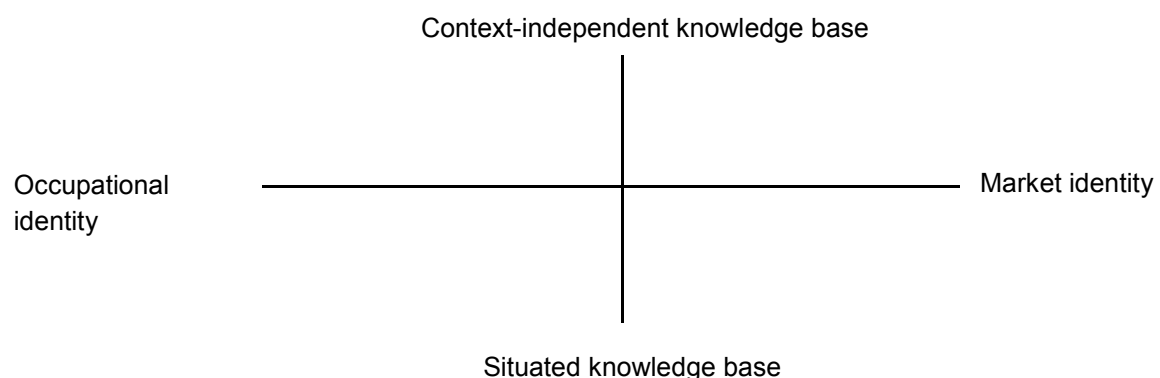 Context-independent knowledge base
Occupational
identity
Market identity
Situated knowledge base